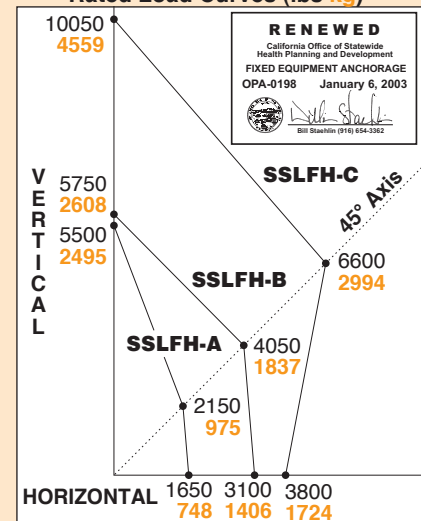 Rated Load Curves (lbs kg)
RENEWED
California Office of Statewide
Health Planning and Development
FIXED EQUIPMENT ANCHORAGE
OPA-0198 January 6, 2003
Bill Staehlin (916) 654-3362
10050
4559
SSLFH-C
45° Axis
VERTICAL
5750
2608
5500
2495
6600
2994
SSLFH-B
SSLFH-A
4050
1837
2150
975
HORIZONTAL
1650
748
3100
1406
3800
1724